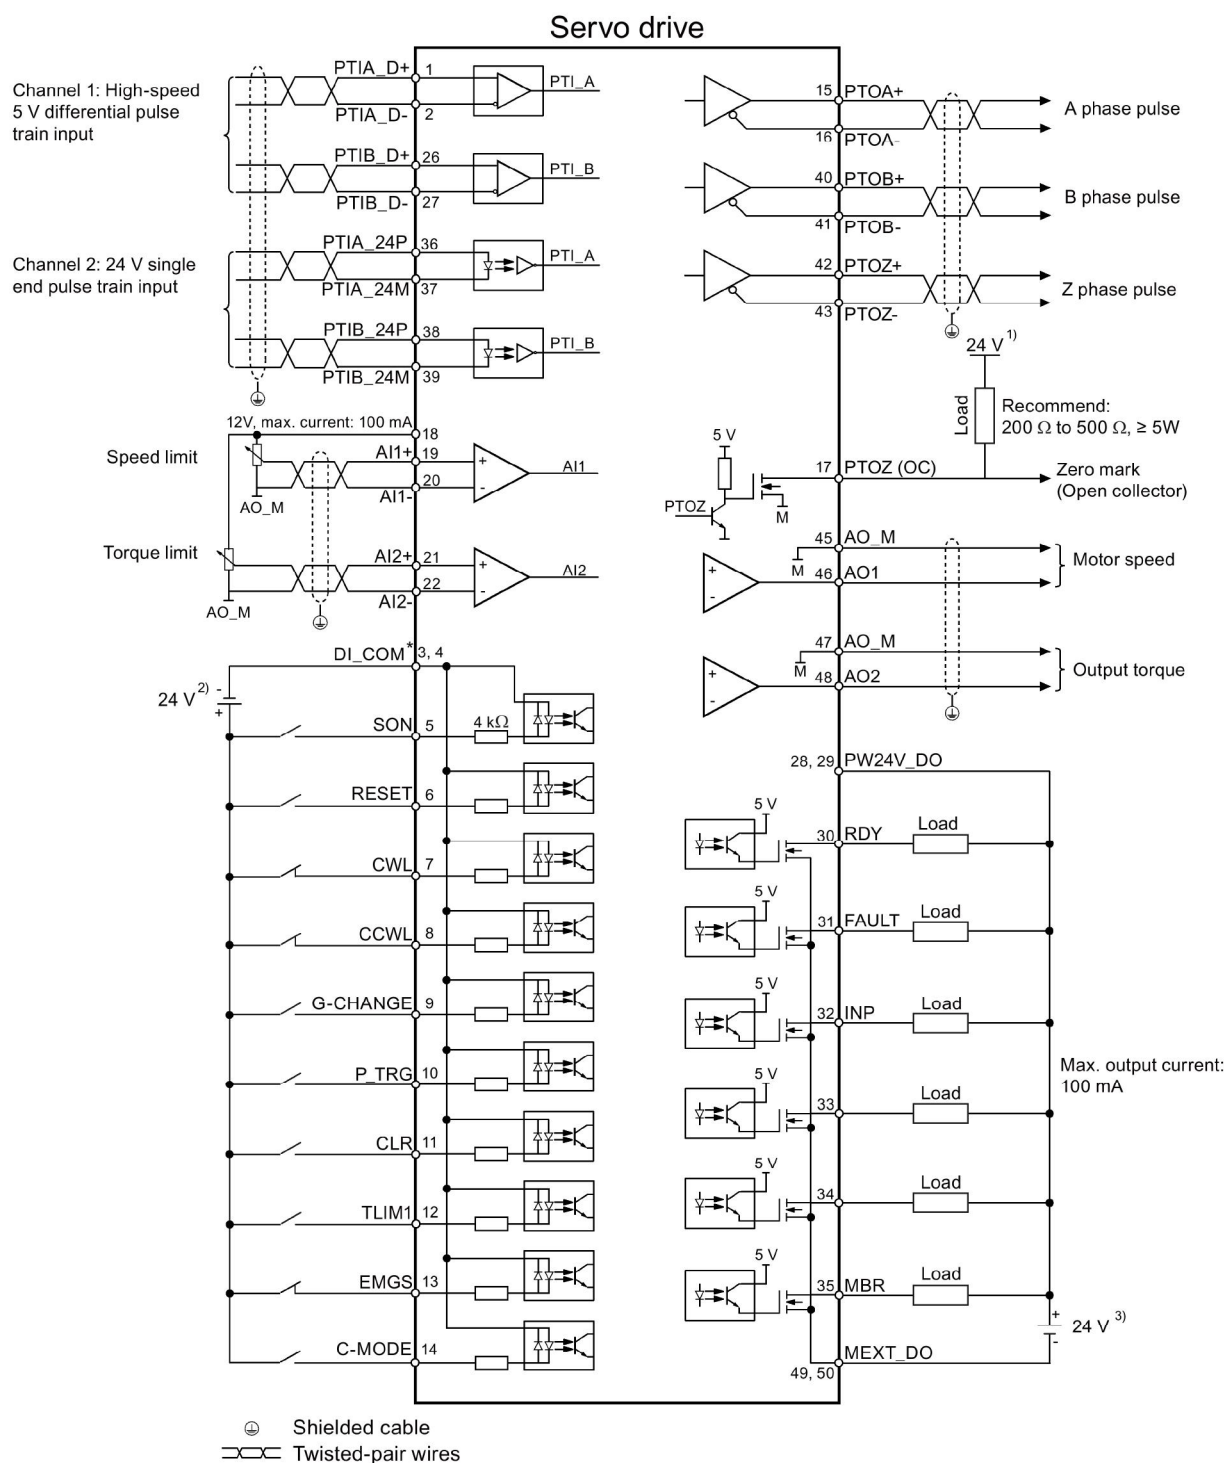 Servo drive
Channel 1: High-speed
5 V differential pulse
train input
PTIA_D+
1
PTIA_D-
2
PTI_A
PTIB_D+
26
PTIB_D-
27
PTI_B
Channel 2: 24 V single
end pulse train input
PTIA_24P
36
PTIA_24M
37
PTI_A
PTIB_24P
38
PTIB_24M
39
PTI_B
12V, max. current: 100 mA
18
Speed limit
AI1+
19
20
AI1-
AO_M
+
-
AI1
Torque limit
AI2+
21
22
AI2-
AO_M
+
-
AI2
DI_COM*
3, 4
24 V 2)
-
+
SON
5
4 kΩ
RESET
6
CWL
7
CCWL
8
G-CHANGE
9
P_TRG
10
CLR
11
TLIM1
12
EMGS
13
C-MODE
14
15
PTOA+
16
PTOA-
A phase pulse
40
PTOB+
41
PTOB-
B phase pulse
42
PTOZ+
43
PTOZ-
Z phase pulse
24 V 1)
Load
Recommend:
200 Ω to 500 Ω, ≥ 5W
5 V
PTOZ
M
17
PTOZ (OC)
Zero mark
(Open collector)
45
AO_M
M
+
-
46
AO1
Motor speed
47
AO_M
M
+
-
48
AO2
Output torque
28, 29
PW24V_DO
5 V
30
RDY
Load
5 V
31
FAULT
Load
5 V
32
INP
Load
Max. output current:
100 mA
5 V
33
Load
5 V
34
Load
5 V
35
MBR
Load
+
24 V 3)
-
MEXT_DO
49, 50
Shielded cable
Twisted-pair wires